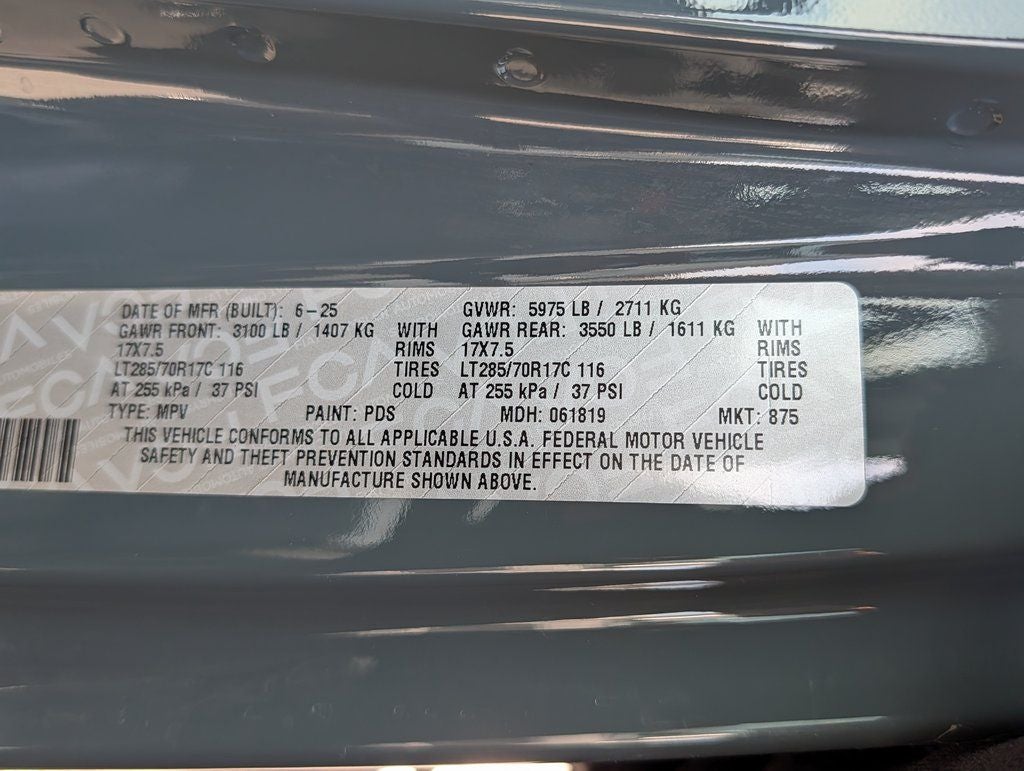 DATE OF MFR (BUILT): 6-25 GVWR: 5975 LB / 2711 KG
GAWR FRONT: 3100 LB / 1407 KG WITH GAWR REAR: 3550 LB / 1611 KG WITH
17X7.5 RIMS 17X7.5 RIMS
LT285/70R17C 116 TIRES LT285/70R17C 116 TIRES
AT 255 kPa / 37 PSI COLD AT 255 kPa / 37 PSI COLD
TYPE: MPV PAINT: PDS MDH: 061819 MKT: 875
THIS VEHICLE CONFORMS TO ALL APPLICABLE U.S.A. FEDERAL MOTOR VEHICLE
SAFETY AND THEFT PREVENTION STANDARDS IN EFFECT ON THE DATE OF
MANUFACTURE SHOWN ABOVE.